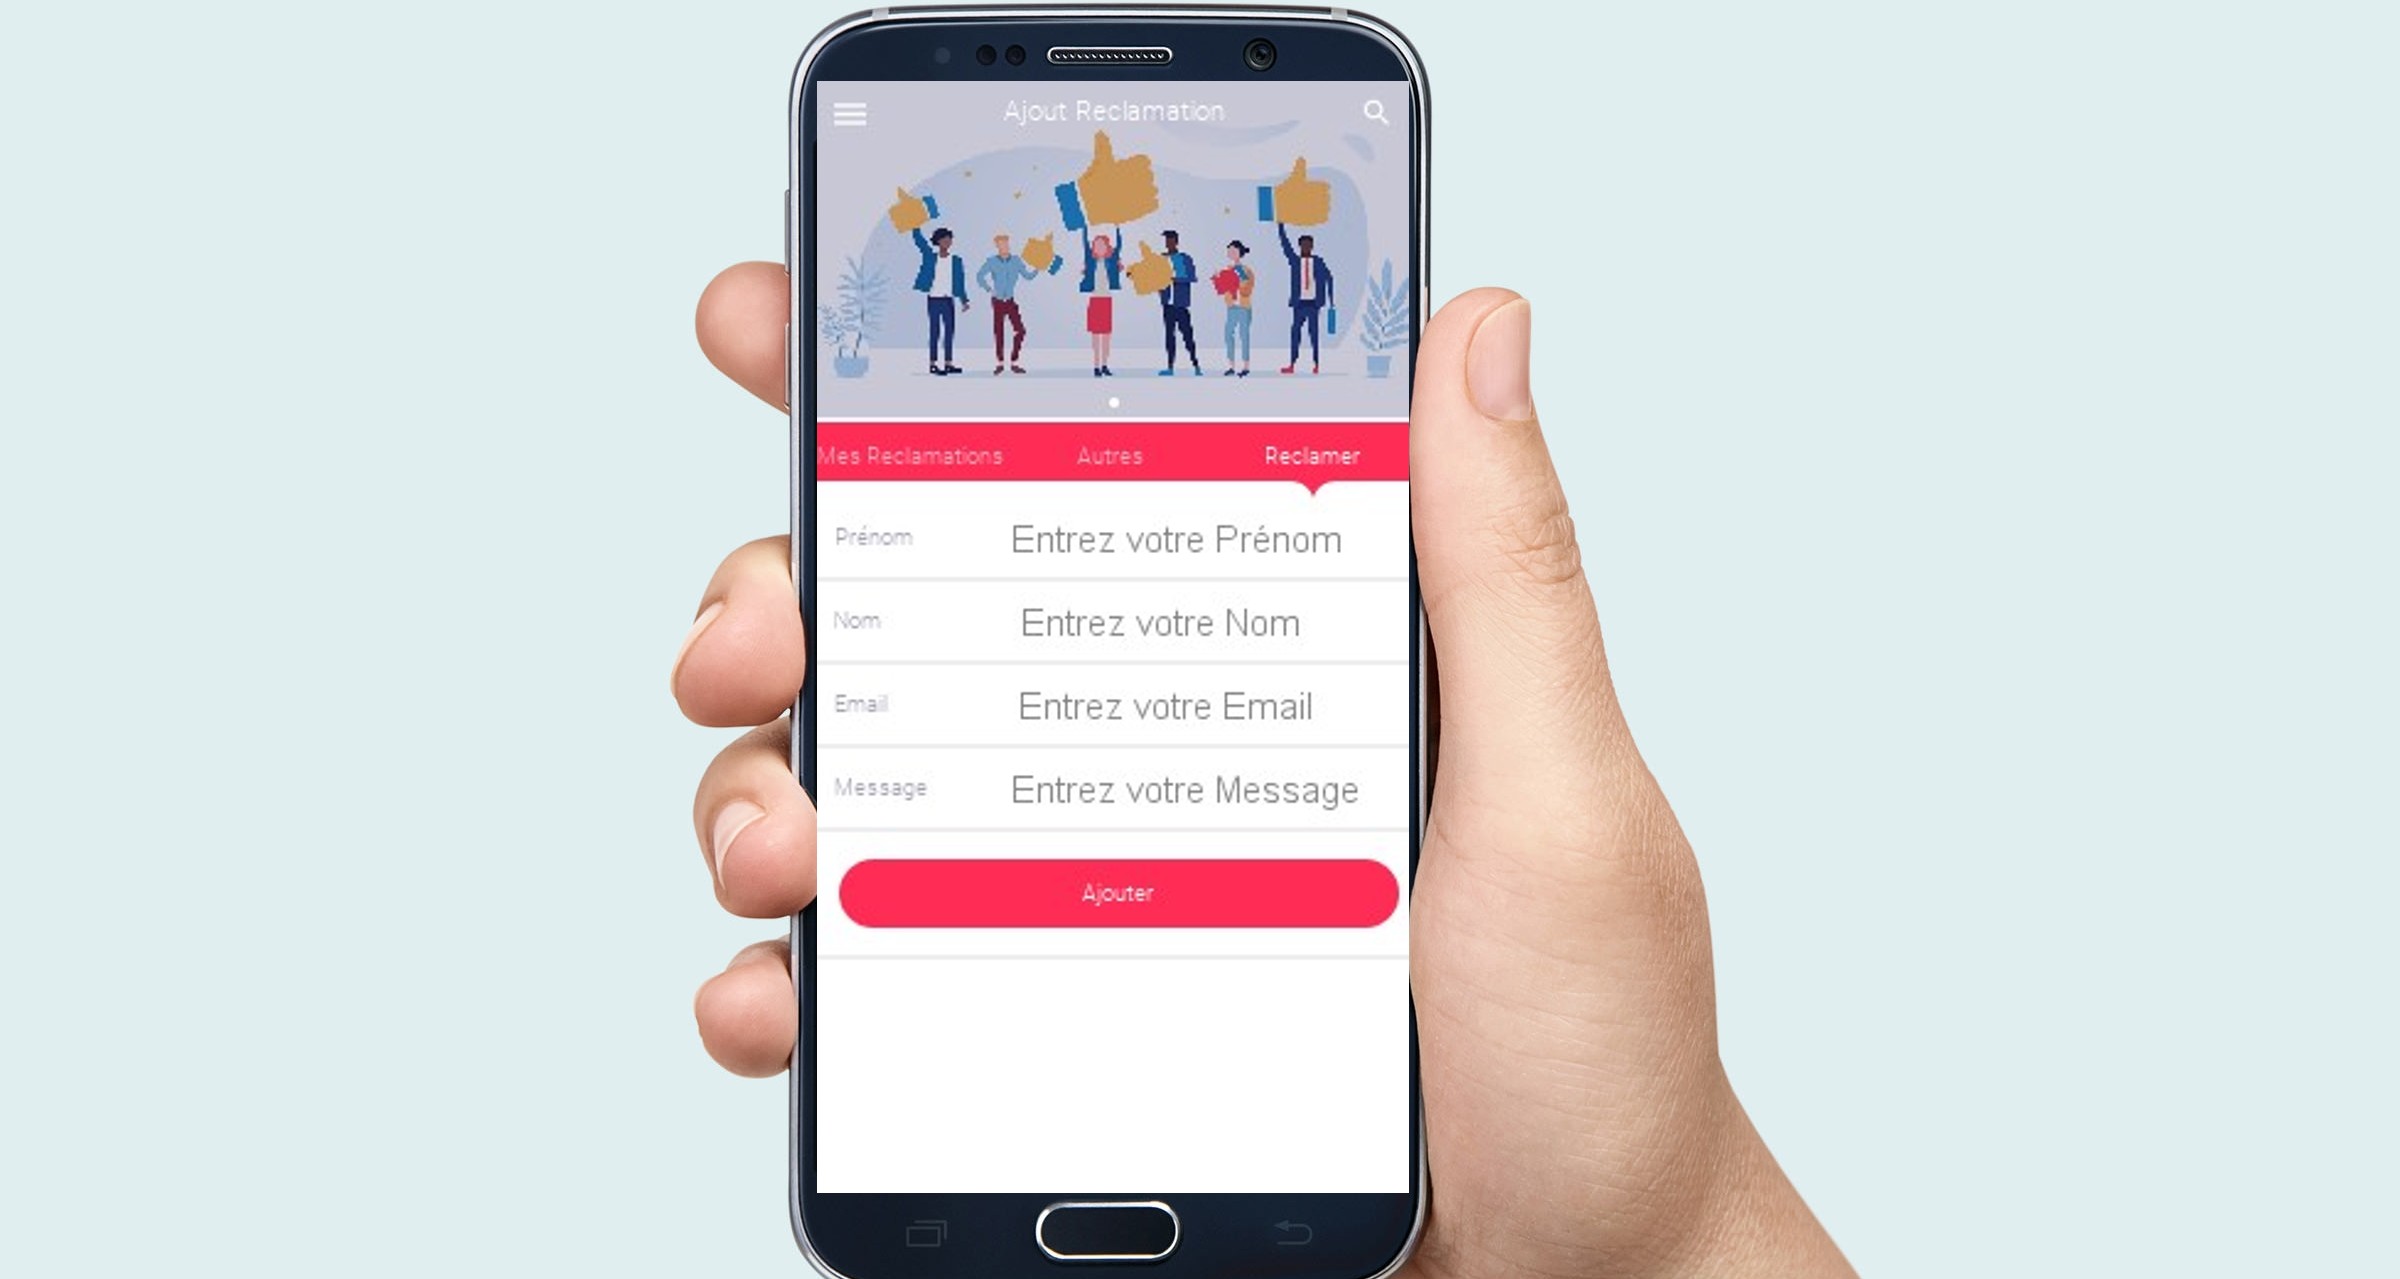 Ajout Reclamation
Mes Reclamations Autres Reclamer
Prénom Entrez votre Prénom
Nom Entrez votre Nom
Email Entrez votre Email
Message Entrez votre Message
Ajouter